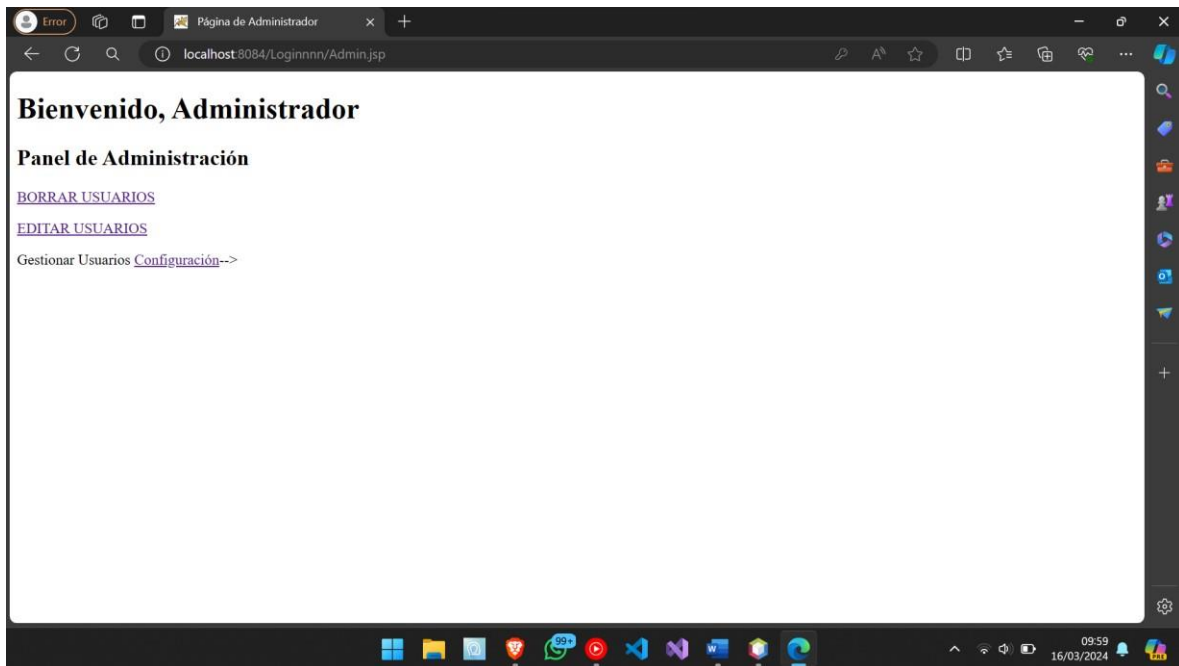 Error
Página de Administrador
localhost:8084/Loginnnn/Admin.jsp
Bienvenido, Administrador
Panel de Administración
BORRAR USUARIOS
EDITAR USUARIOS
Gestionar Usuarios Configuración-->
99+
09:59
16/03/2024